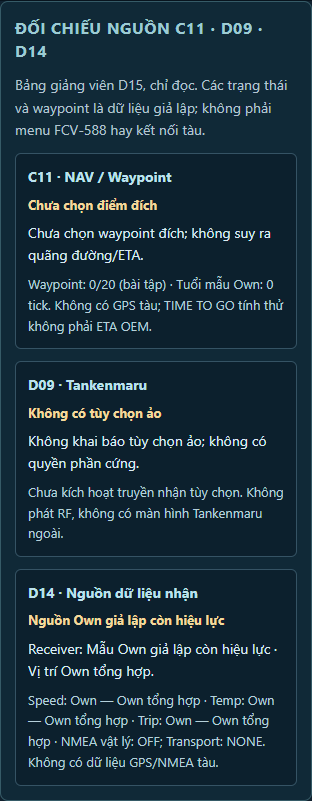 ĐỐI CHIẾU NGUỒN C11 · D09 ·
D14
Bảng giảng viên D15, chỉ đọc. Các trạng thái
và waypoint là dữ liệu giả lập; không phải
menu FCV-588 hay kết nối tàu.
C11 · NAV / Waypoint
Chưa chọn điểm đích
Chưa chọn waypoint đích; không suy ra
quãng đường/ETA.
Waypoint: 0/20 (bài tập) · Tuổi mẫu Own: 0
tick. Không có GPS tàu; TIME TO GO tính thử
không phải ETA OEM.
D09 · Tankenmaru
Không có tùy chọn ảo
Không khai báo tùy chọn ảo; không có
quyền phần cứng.
Chưa kích hoạt truyền nhận tùy chọn. Không
phát RF, không có màn hình Tankenmaru
ngoài.
D14 · Nguồn dữ liệu nhận
Nguồn Own giả lập còn hiệu lực
Receiver: Mẫu Own giả lập còn hiệu lực ·
Vị trí Own tổng hợp.
Speed: Own — Own tổng hợp · Temp: Own
— Own tổng hợp · Trip: Own — Own tổng
hợp · NMEA vật lý: OFF; Transport: NONE.
Không có dữ liệu GPS/NMEA tàu.